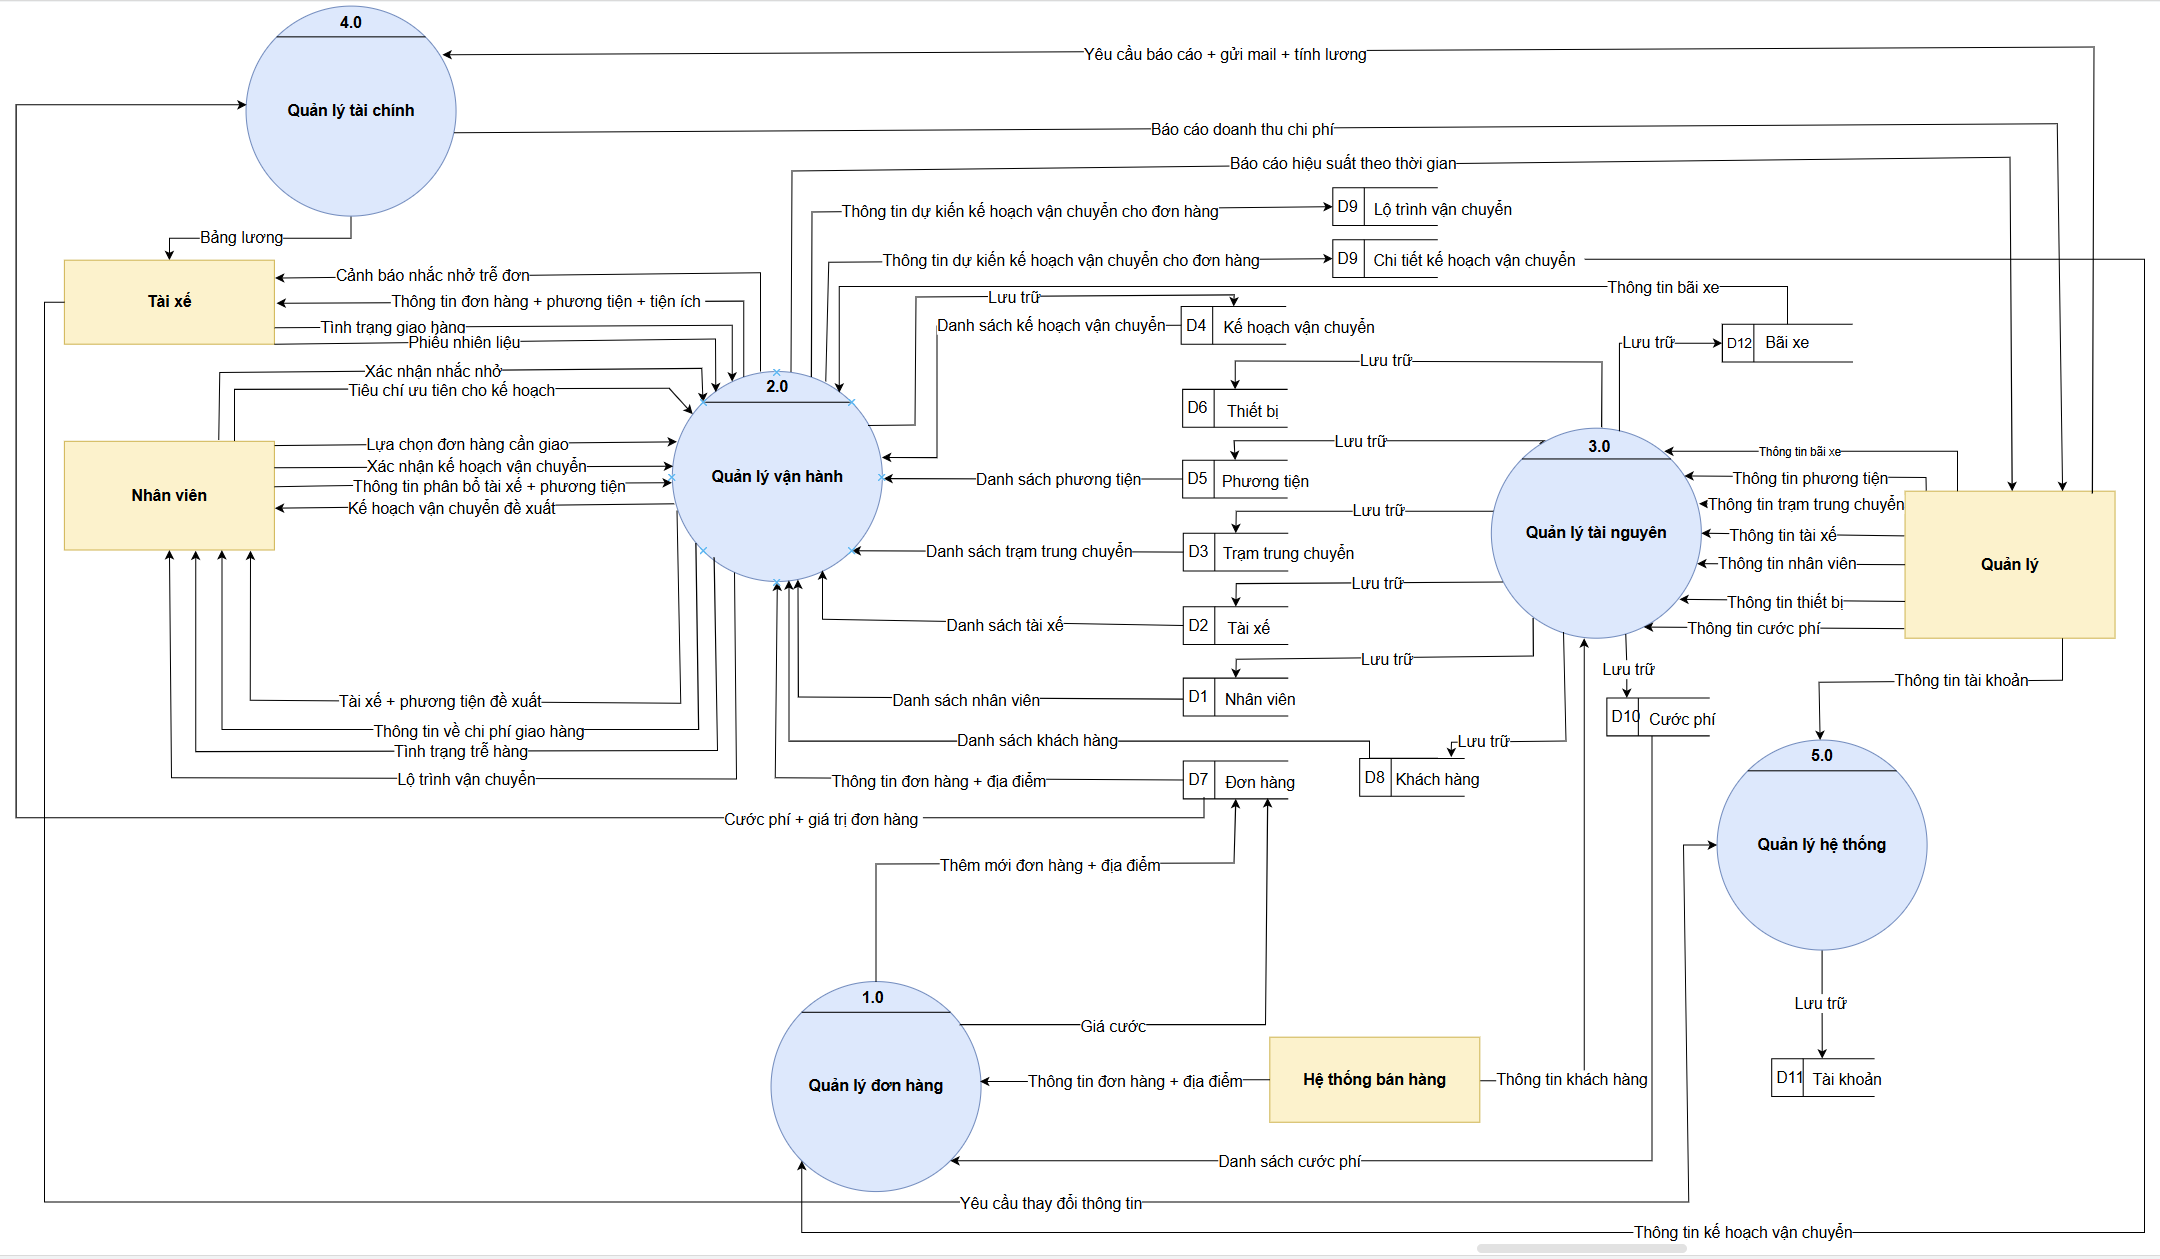 4.0
Quản lý tài chính
Yêu cầu báo cáo + gửi mail + tính lương
Báo cáo doanh thu chi phí
Báo cáo hiệu suất theo thời gian
Thông tin dự kiến kế hoạch vận chuyển cho đơn hàng
D9 Lộ trình vận chuyển
Bảng lương
Thông tin dự kiến kế hoạch vận chuyển cho đơn hàng
D9 Chi tiết kế hoạch vận chuyển
Tài xế
Cảnh báo nhắc nhở trễ đơn
Thông tin đơn hàng + phương tiện + tiện ích
Tình trạng giao hàng
Phiếu nhiên liệu
Lưu trữ
Thông tin bãi xe
Danh sách kế hoạch vận chuyển
D4 Kế hoạch vận chuyển
Lưu trữ
D12 Bãi xe
Xác nhận nhắc nhở
Tiêu chí ưu tiên cho kế hoạch
Lưu trữ
D6 Thiết bị
2.0
Quản lý vận hành
Nhân viên
Lựa chọn đơn hàng cần giao
Xác nhận kế hoạch vận chuyển
Thông tin phân bổ tài xế + phương tiện
Kế hoạch vận chuyển đề xuất
Lưu trữ
Danh sách phương tiện
D5 Phương tiện
3.0
Quản lý tài nguyên
Thông tin bãi xe
Thông tin phương tiện
Thông tin trạm trung chuyển
Thông tin tài xế
Thông tin nhân viên
Thông tin thiết bị
Thông tin cước phí
Quản lý
Lưu trữ
Danh sách trạm trung chuyển
D3 Trạm trung chuyển
Lưu trữ
Danh sách tài xế
D2 Tài xế
Lưu trữ
Danh sách nhân viên
D1 Nhân viên
Lưu trữ
D10 Cước phí
Thông tin tài khoản
Tài xế + phương tiện đề xuất
Thông tin về chi phí giao hàng
Tình trạng trễ hàng
Lộ trình vận chuyển
Danh sách khách hàng
Lưu trữ
D8 Khách hàng
Thông tin đơn hàng + địa điểm
D7 Đơn hàng
Cước phí + giá trị đơn hàng
5.0
Quản lý hệ thống
Thêm mới đơn hàng + địa điểm
1.0
Quản lý đơn hàng
Giá cước
Thông tin đơn hàng + địa điểm
Hệ thống bán hàng
Thông tin khách hàng
Lưu trữ
D11 Tài khoản
Danh sách cước phí
Yêu cầu thay đổi thông tin
Thông tin kế hoạch vận chuyển